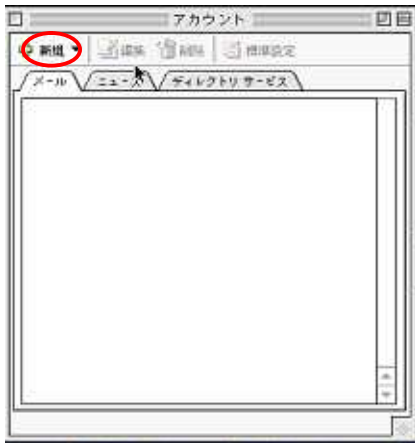 アカウント
新規 編集 削除 標準設定
メール ニュース ディレクトリ サービス